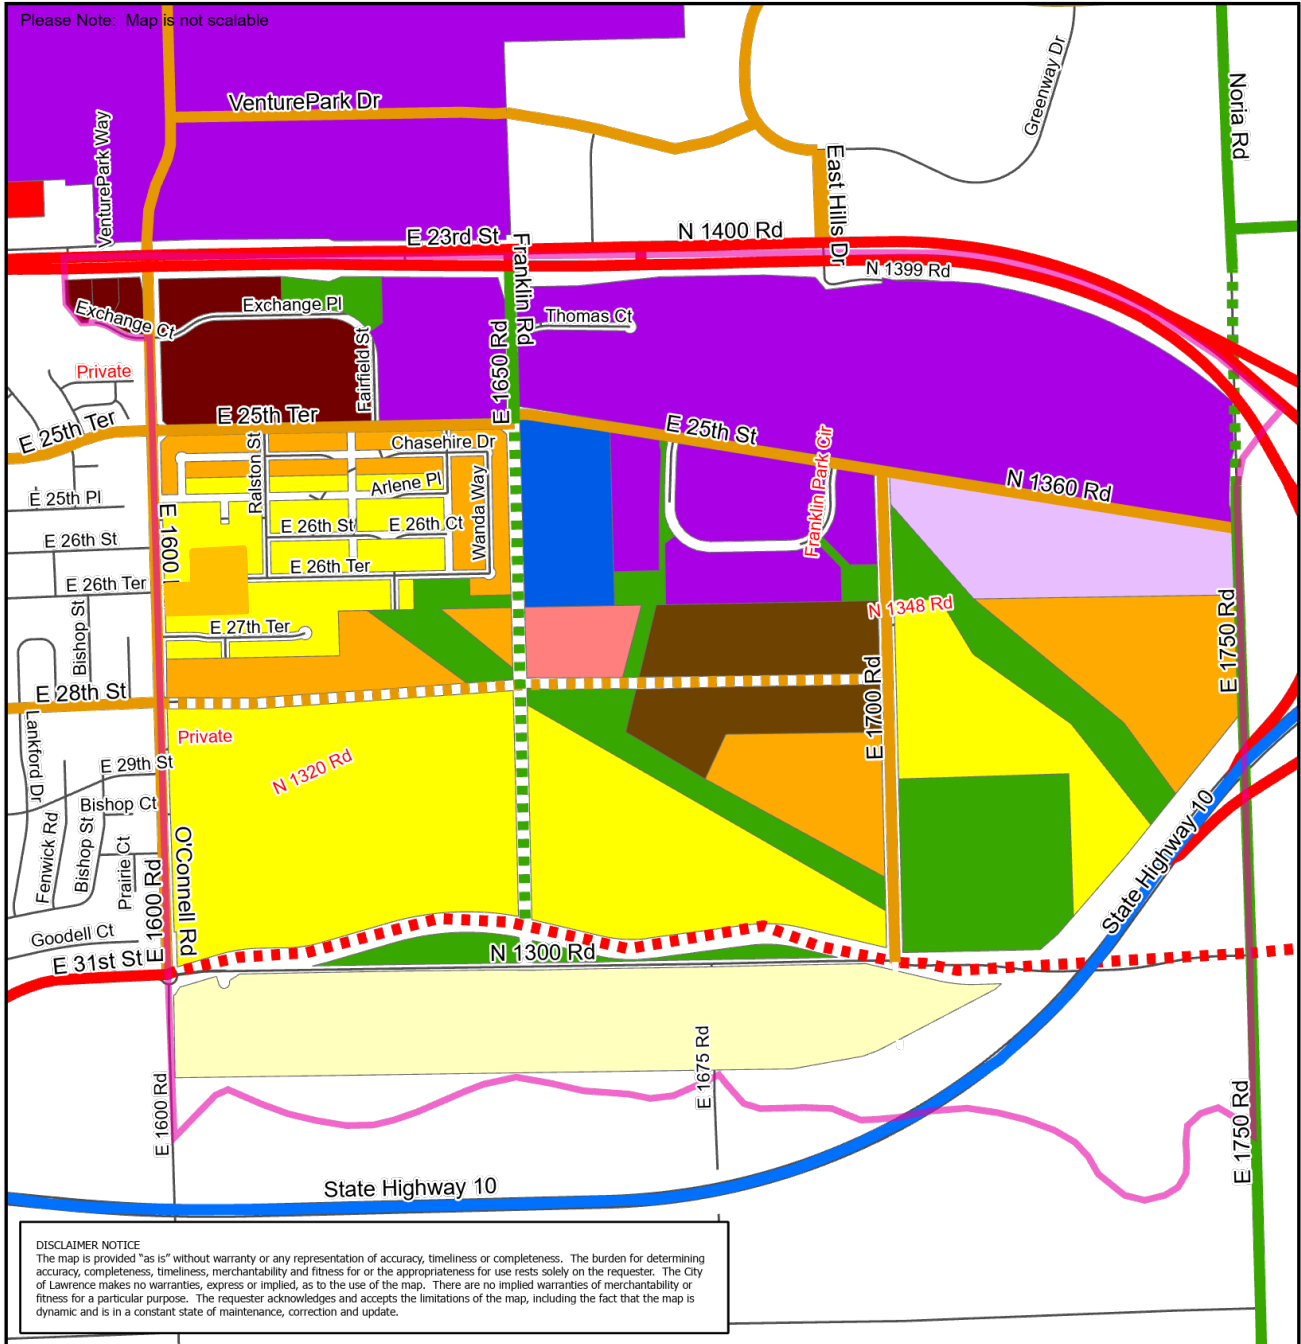 Please Note: Map is not scalable
VenturePark Dr
Greenway Dr
Noria Rd
VenturePark Way
East Hills Dr
E 23rd St
N 1400 Rd
Franklin Rd
N 1399 Rd
Exchange Pl
Exchange Ct
Thomas Ct
Fairfield St
E 1650 Rd
Private
E 25th Ter
E 25th Ter
E 25th St
Ralston St
Chasehire Dr
Franklin Park Cir
Arlene Pl
Wanda Way
N 1360 Rd
E 25th Pl
E 1600
E 26th St
E 26th Ct
E 26th St
E 26th Ter
E 26th Ter
Bishop St
N 1348 Rd
E 1750 Rd
E 27th Ter
E 28th St
E 1700 Rd
Lankford Dr
Private
N 1320 Rd
E 29th St
Bishop Ct
Fenwick Rd
Bishop St
Prairie Ct
E 1600 Rd
O'Connell Rd
State Highway 10
Goodell Ct
E 31st St
N 1300 Rd
E 1675 Rd
E 1600 Rd
E 1750 Rd
State Highway 10
DISCLAIMER NOTICE
The map is provided "as is" without warranty or any representation of accuracy, timeliness or completeness. The burden for determining
accuracy, completeness, timeliness, merchantability and fitness for or the appropriateness for use rests solely on the requester. The City
of Lawrence makes no warranties, express or implied, as to the use of the map. There are no implied warranties of merchantability or
fitness for a particular purpose. The requester acknowledges and accepts the limitations of the map, including the fact that the map is
dynamic and is in a constant state of maintenance, correction and update.